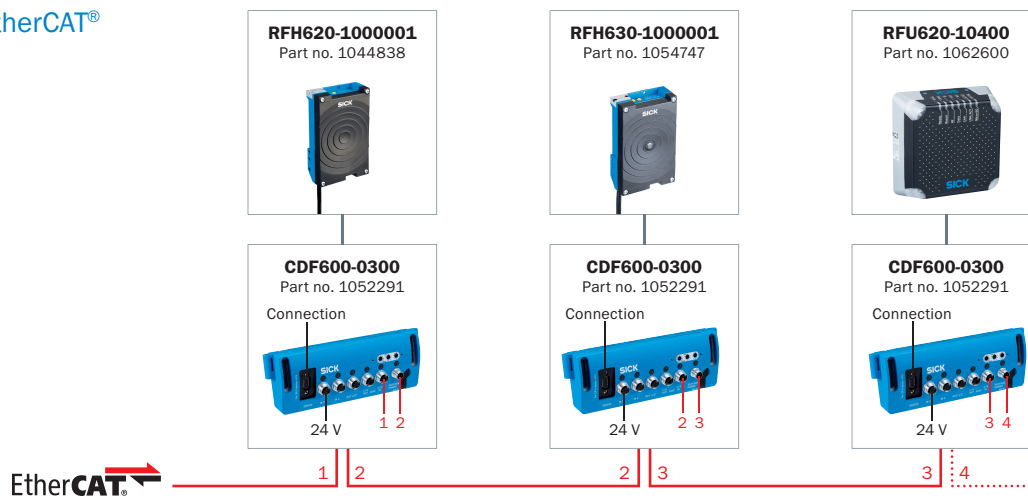 therCAT®
RFH620-1000001
Part no. 1044838
SICK
RFH630-1000001
Part no. 1054747
SICK
RFU620-10400
Part no. 1062600
SICK
CDF600-0300
Part no. 1052291
Connection
SICK
1 2
24 V
CDF600-0300
Part no. 1052291
Connection
SICK
2 3
24 V
CDF600-0300
Part no. 1052291
Connection
SICK
3 4
24 V
EtherCAT®
1 2
2 3
3 4